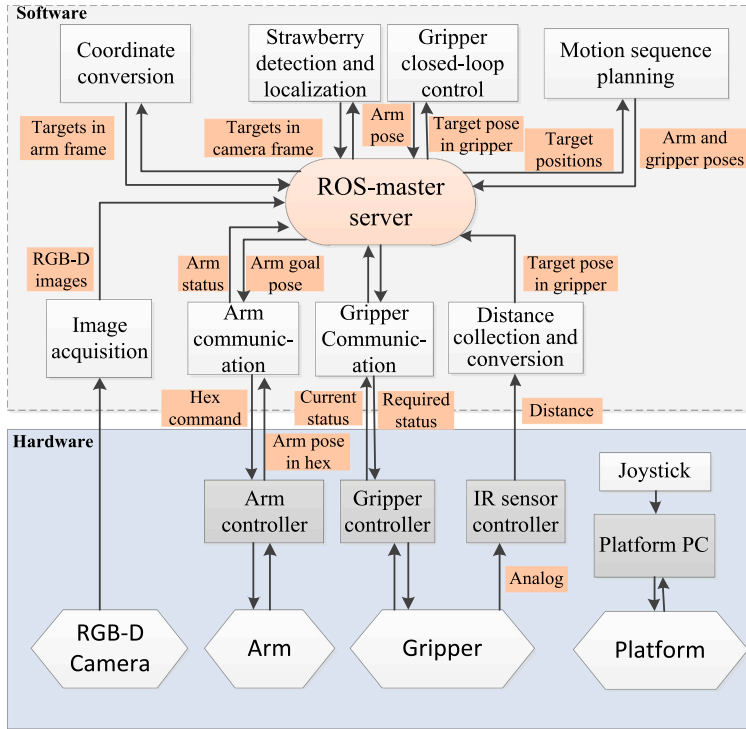 Software
Coordinate
conversion
Strawberry
detection and
localization
Gripper
closed-loop
control
Motion sequence
planning
Targets in
arm frame
Targets in
camera frame
Arm
pose
Target pose
in gripper
Target
positions
Arm and
gripper poses
ROS-master
server
RGB-D
images
Arm
status
Arm goal
pose
Target pose
in gripper
Image
acquisition
Arm
communic-
ation
Gripper
Communic-
ation
Distance
collection and
conversion
Hex
command
Current
status
Required
status
Distance
Hardware
Arm pose
in hex
Joystick
Arm
controller
Gripper
controller
IR sensor
controller
Platform PC
Analog
RGB-D
Camera
Arm
Gripper
Platform